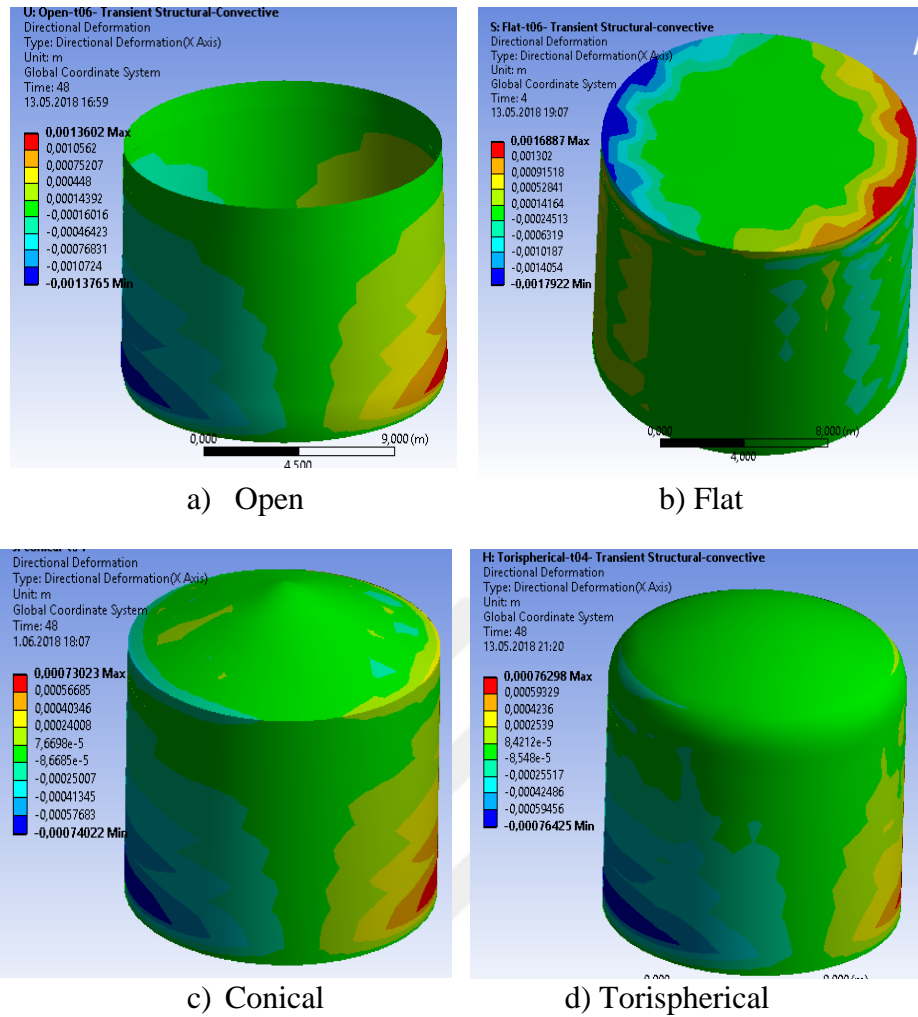 U: Open-t06- Transient Structural-Convective
Directional Deformation
Type: Directional Deformation(X Axis)
Unit: m
Global Coordinate System
Time: 48
13.05.2018 16:59
0,0013602 Max
0,0010562
0,00075207
0,000448
0,00014392
-0,00016016
-0,00046423
-0,00076831
-0,0010724
-0,0013765 Min
0,000
9,000 (m)
4,500
a) Open
S: Flat-t06- Transient Structural-convective
Directional Deformation
Type: Directional Deformation(X Axis)
Unit: m
Global Coordinate System
Time: 4
13.05.2018 19:07
0,0016887 Max
0,001302
0,00091518
0,00052841
0,00014164
-0,00024513
-0,0006319
-0,0010187
-0,0014054
-0,0017922 Min
0,000
8,000 (m)
4,000
b) Flat
Directional Deformation
Type: Directional Deformation(X Axis)
Unit: m
Global Coordinate System
Time: 48
1.06.2018 18:07
0,00073023 Max
0,00056685
0,00040346
0,00024008
7,6698e-5
-8,6685e-5
-0,00025007
-0,00041345
-0,00057683
-0,00074022 Min
c) Conical
H: Torispherical-t04- Transient Structural-convective
Directional Deformation
Type: Directional Deformation(X Axis)
Unit: m
Global Coordinate System
Time: 48
13.05.2018 21:20
0,00076298 Max
0,00059329
0,0004236
0,0002539
8,4212e-5
-8,548e-5
-0,00025517
-0,00042486
-0,00059456
-0,00076425 Min
0,000
8,000 (m)
d) Torispherical